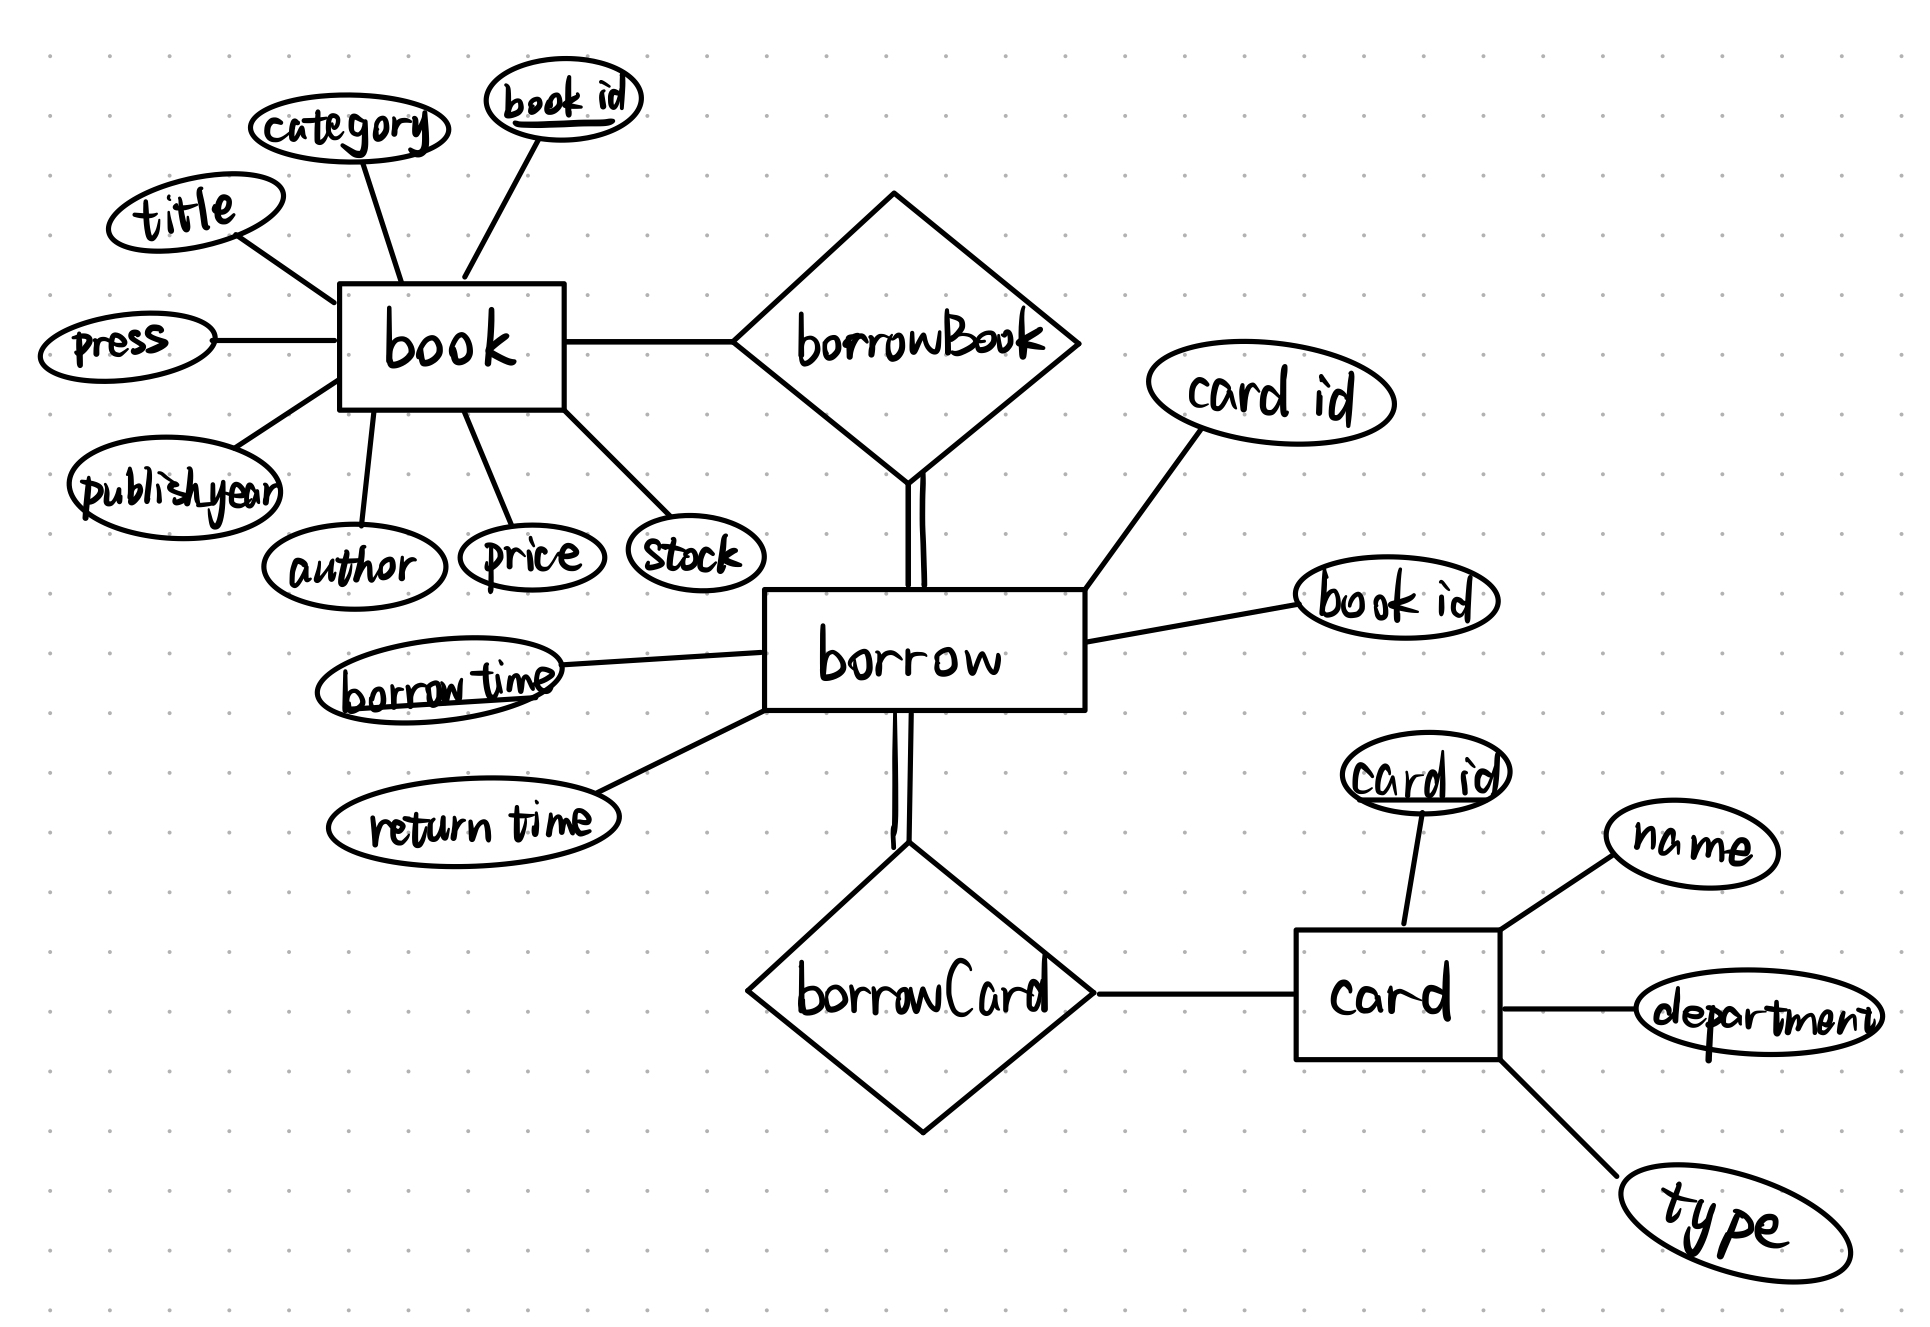 book id
category
title
press
book
borrowBook
card id
publishyear
author
price
stock
book id
borrow
borrow time
return time
card id
name
borrowCard
card
department
type